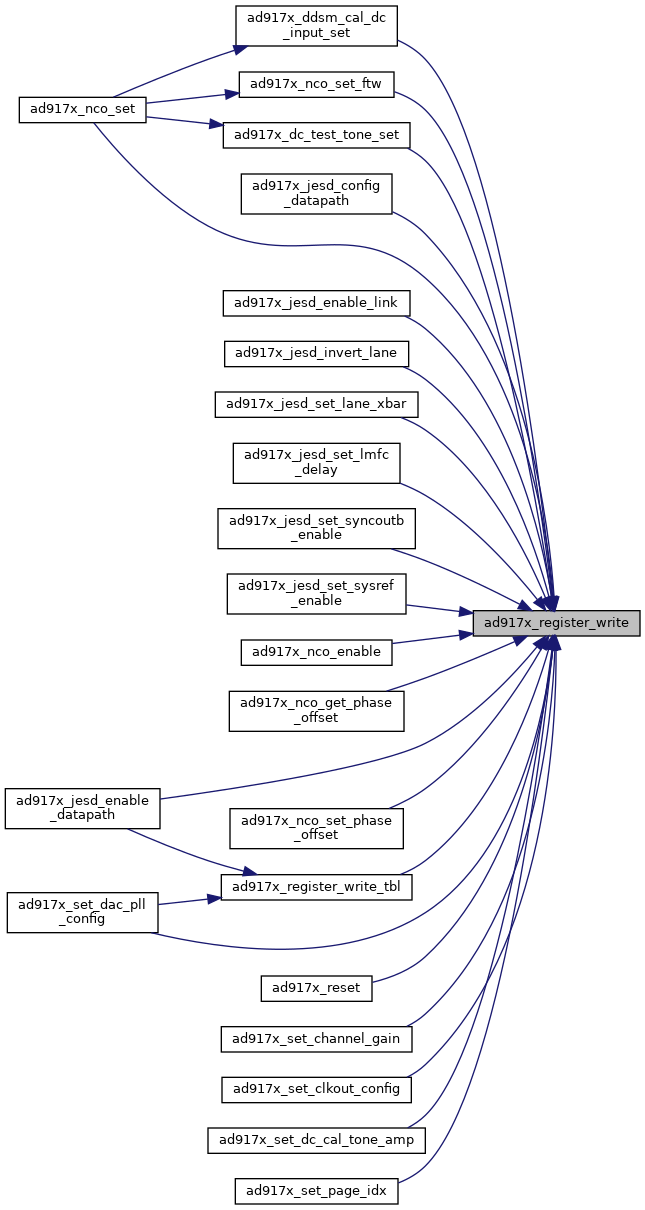 ad917x_ddsm_cal_dc
_input_set
ad917x_nco_set_ftw
ad917x_nco_set
ad917x_dc_test_tone_set
ad917x_jesd_config
_datapath
ad917x_jesd_enable_link
ad917x_jesd_invert_lane
ad917x_jesd_set_lane_xbar
ad917x_jesd_set_lmfc
_delay
ad917x_jesd_set_syncoutb
_enable
ad917x_jesd_set_sysref
_enable
ad917x_register_write
ad917x_nco_enable
ad917x_nco_get_phase
_offset
ad917x_jesd_enable
_datapath
ad917x_nco_set_phase
_offset
ad917x_register_write_tbl
ad917x_set_dac_pll
_config
ad917x_reset
ad917x_set_channel_gain
ad917x_set_clkout_config
ad917x_set_dc_cal_tone_amp
ad917x_set_page_idx